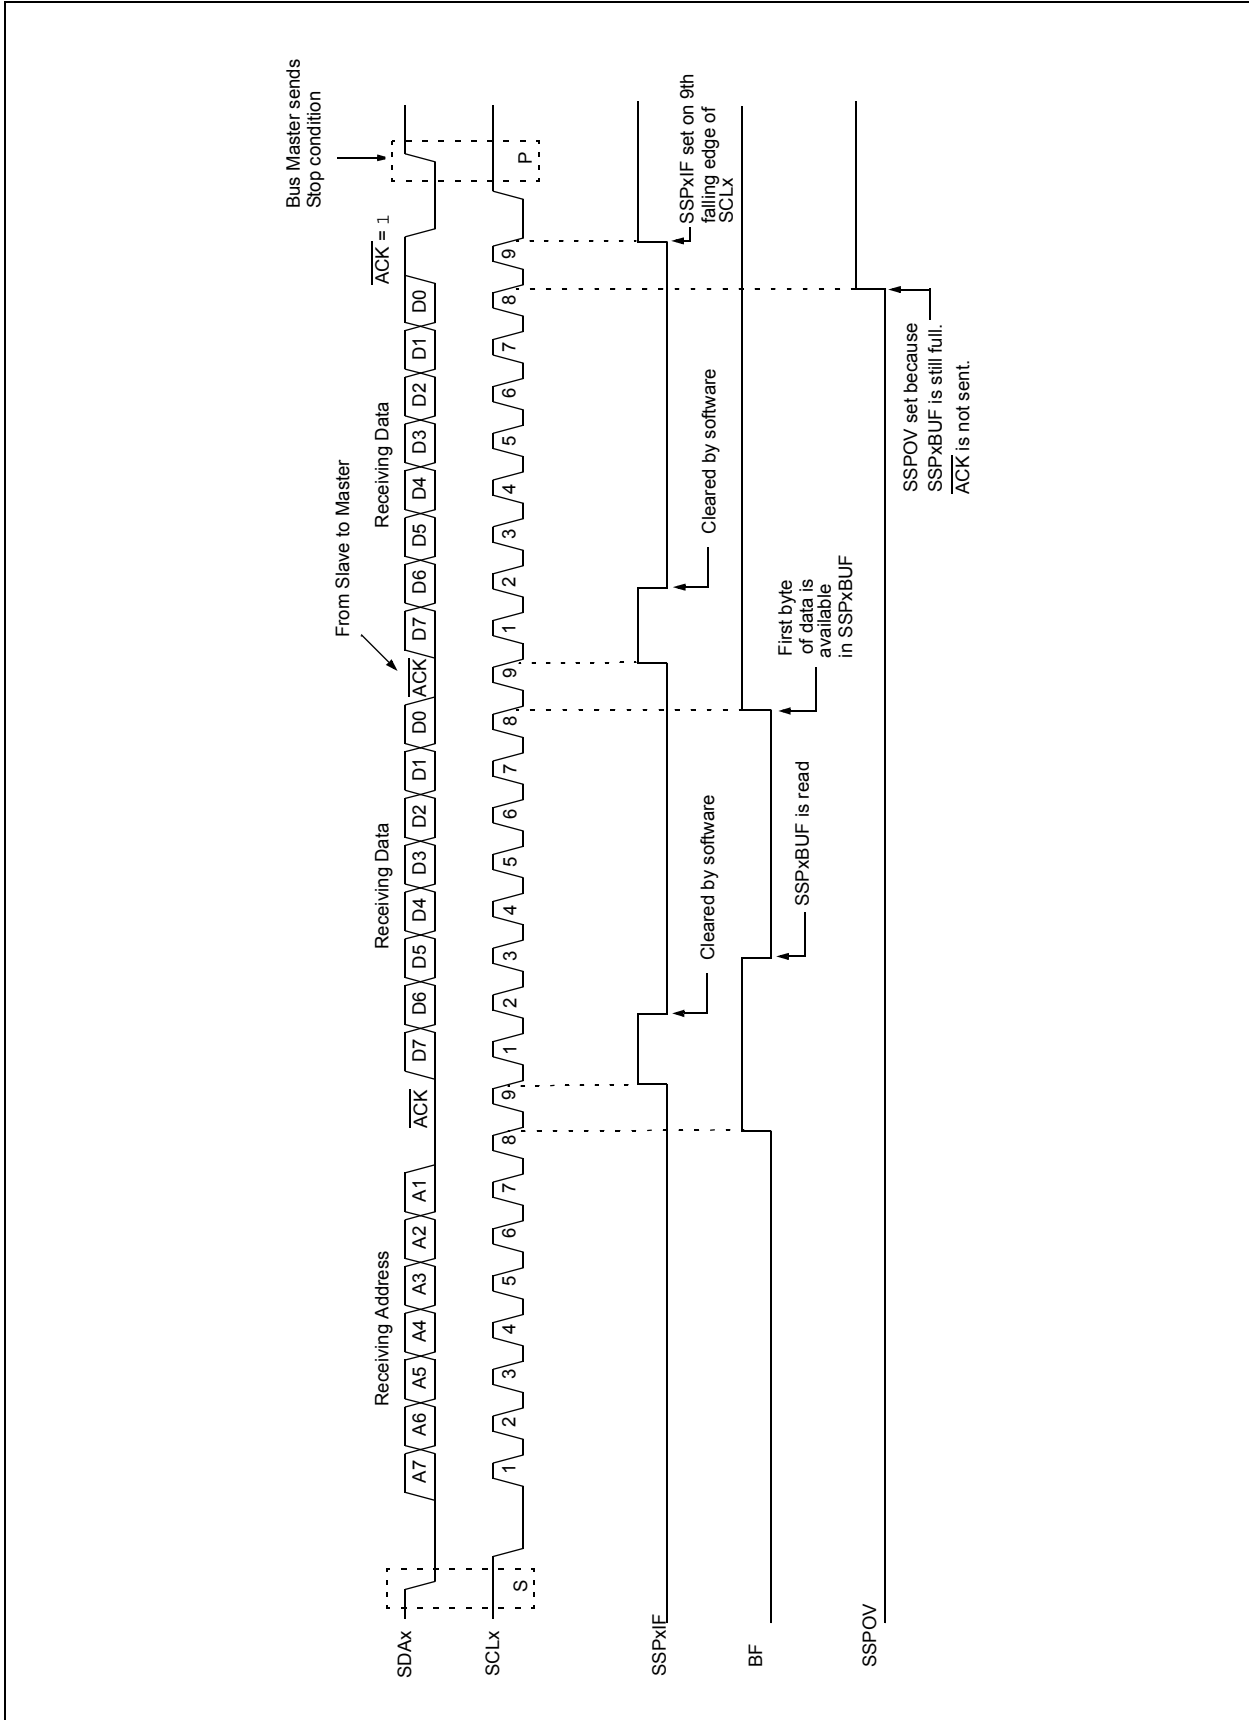 Bus Master sends
Stop condition
From Slave to Master
Receiving Address
Receiving Data
Receiving Data
ACK = 1
SDAx
A7 A6 A5 A4 A3 A2 A1 ACK D7 D6 D5 D4 D3 D2 D1 D0 ACK D7 D6 D5 D4 D3 D2 D1 D0
SCLx
S 1 2 3 4 5 6 7 8 9 1 2 3 4 5 6 7 8 9 1 2 3 4 5 6 7 8 9 P
SSPxIF
Cleared by software
Cleared by software
SSPxIF set on 9th
falling edge of
SCLx
BF
SSPxBUF is read
First byte
of data is
available
in SSPxBUF
SSPOV
SSPOV set because
SSPxBUF is still full.
ACK is not sent.